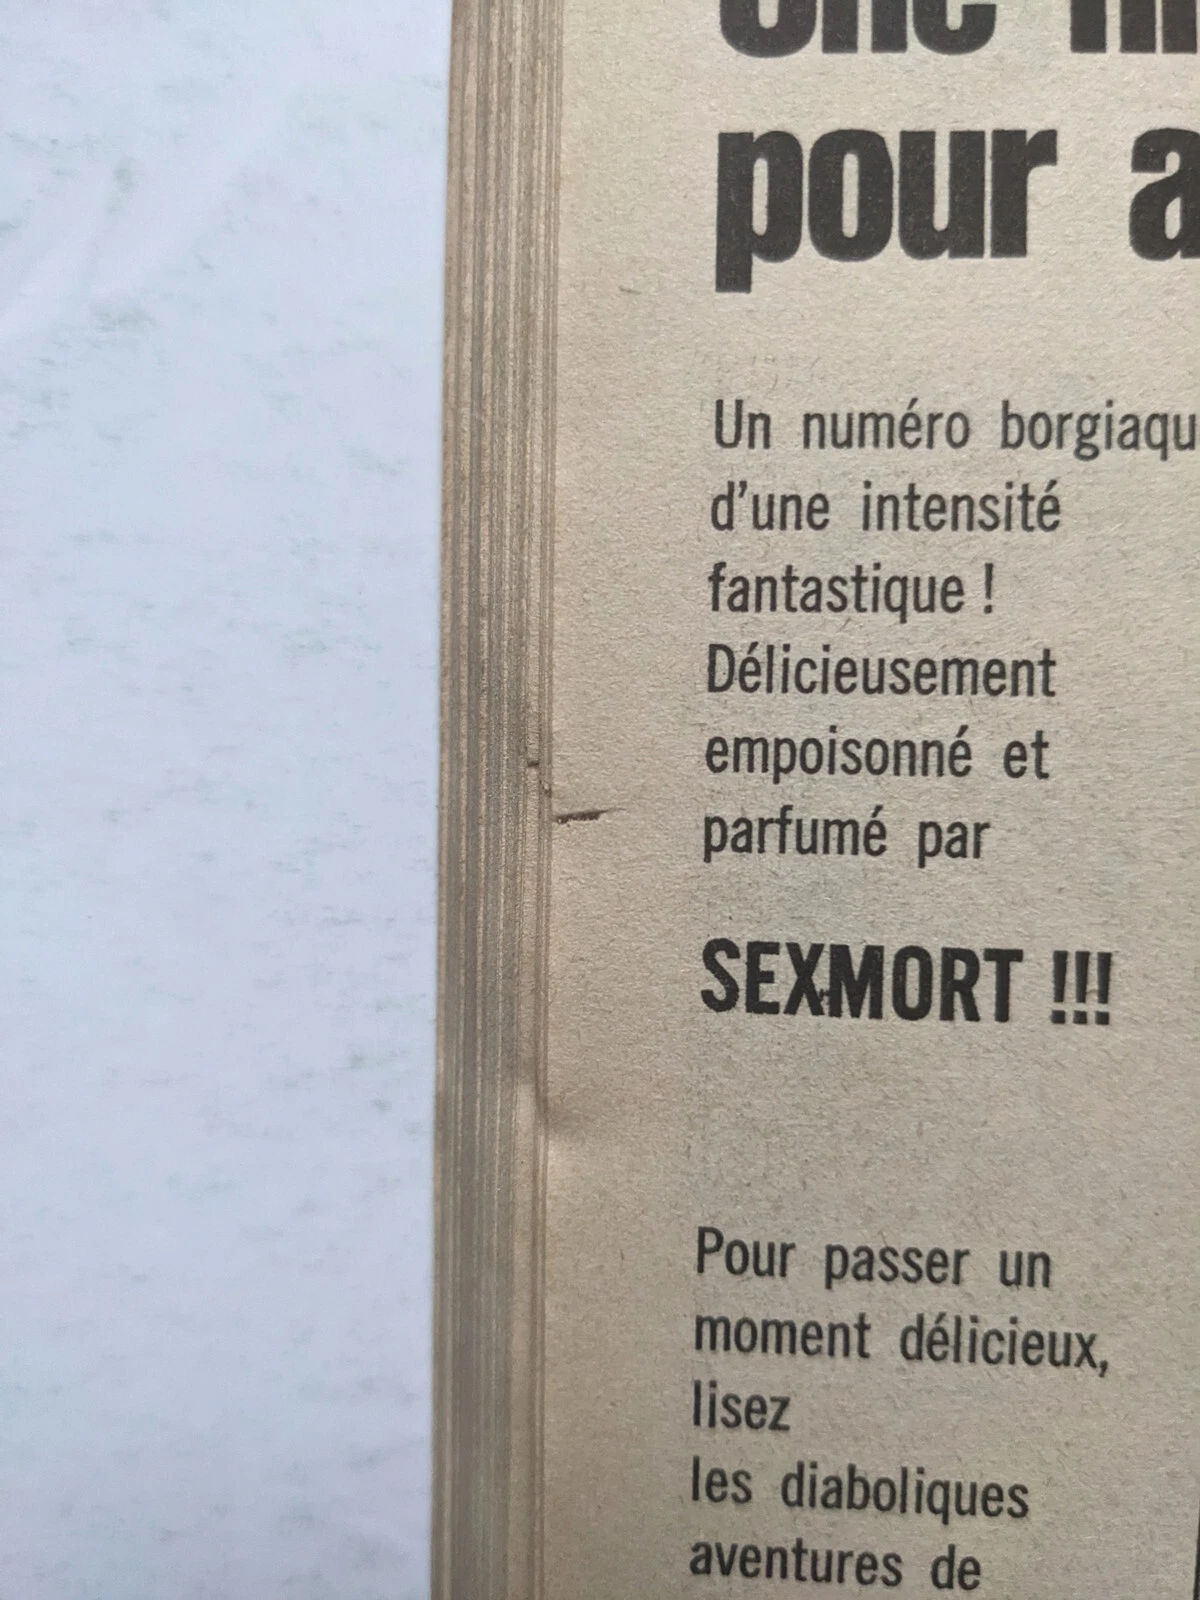 Une
pour
Un numéro
d'une intensité
fantastique !
Délicieusement
empoisonné et
parfumé par
SEXMORT !!!
Pour passer un
moment délicieux,
lisez
les diaboliques
aventures de